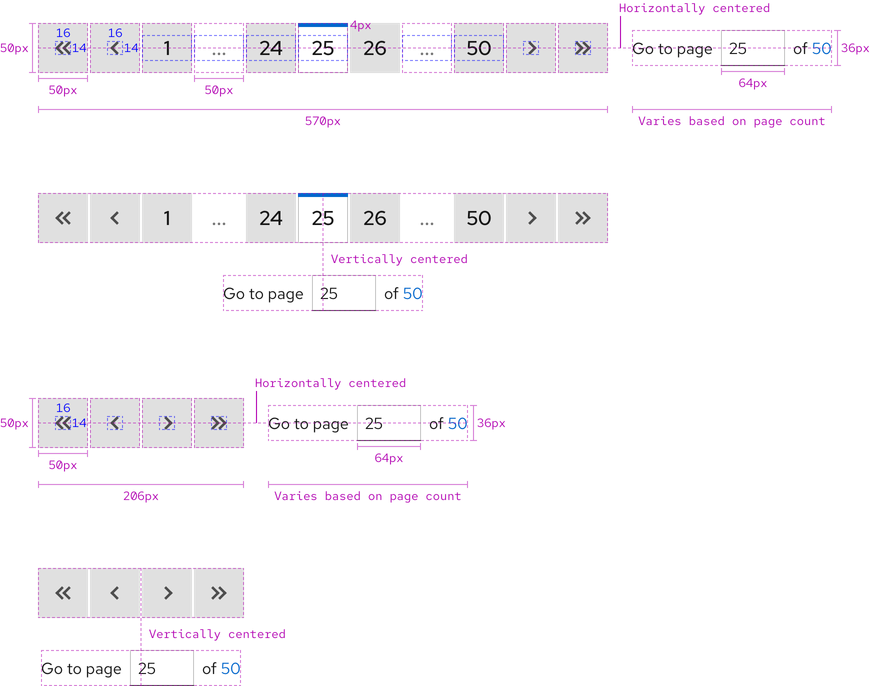 Horizontally centered
4px
16 16
50px 14 14 1 ... 24 25 26 ... 50 Go to page 25 of 50 36px
50px 50px 64px
570px Varies based on page count
1 ... 24 25 26 ... 50
Vertically centered
Go to page 25 of 50
Horizontally centered
16
50px 14 Go to page 25 of 50 36px
50px 64px
206px Varies based on page count
Vertically centered
Go to page 25 of 50